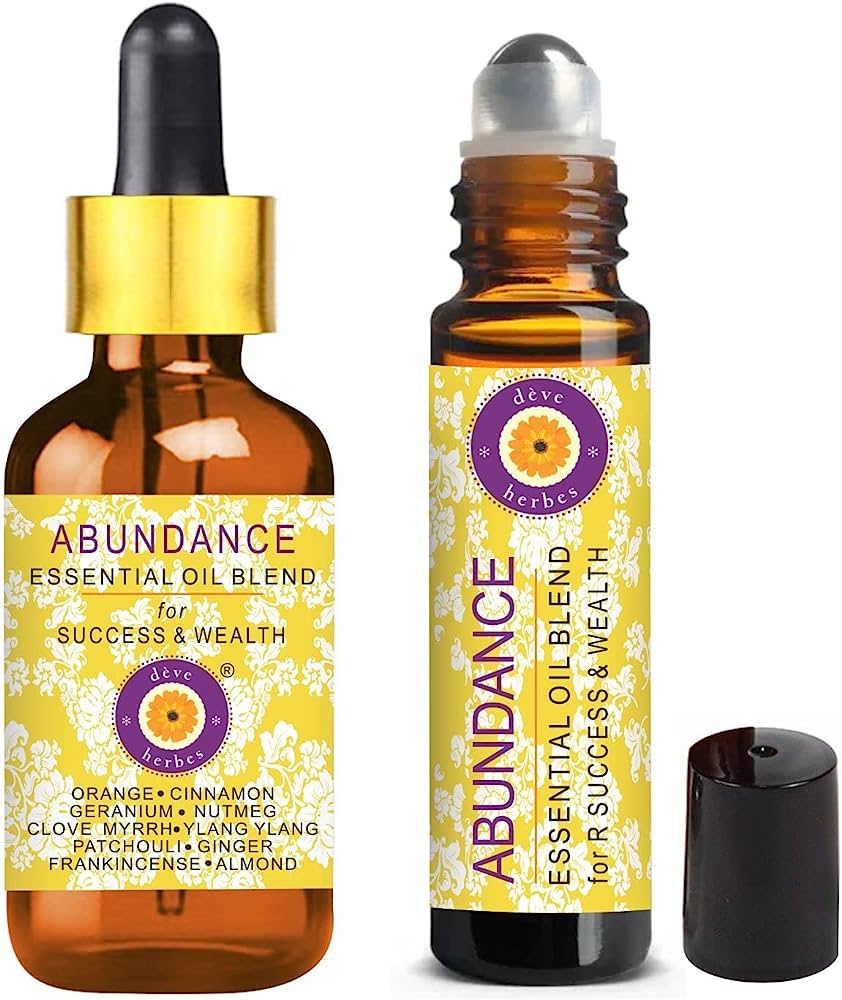 ABUNDANCE
ESSENTIAL OIL BLEND
for
SUCCESS & WEALTH
®
dève
* *
herbes
ORANGE• CINNAMON
GERANIUM• NUTMEG
CLOVE MYRRH•YLANG YLANG
PATCHOULI• GINGER
FRANKINCENSE•ALMOND
dève
* *
herbes
ABUNDANCE
ESSENTIAL OIL BLEND
for R SUCCESS & WEALTH